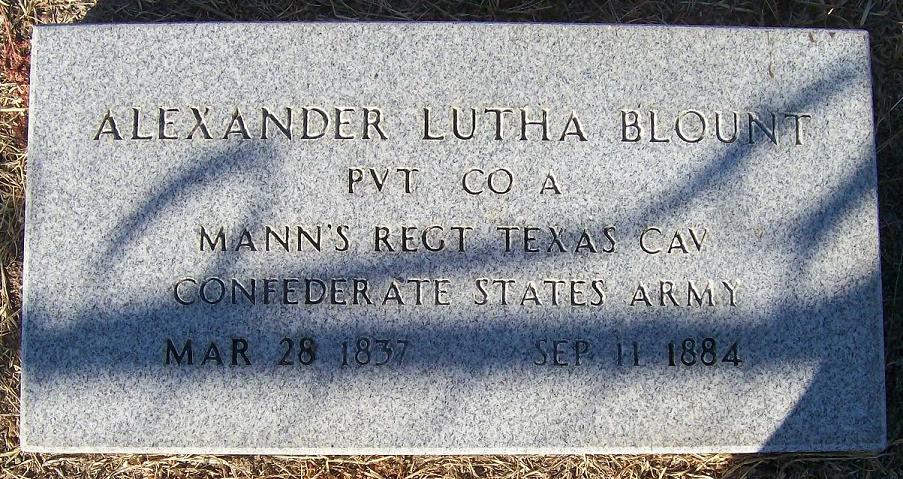 ALEXANDER LUTHA BLOUNT
PVT CO A
MANN'S REGT TEXAS CAV
CONFEDERATE STATES ARMY
MAR 28 1837 SEP 11 1884